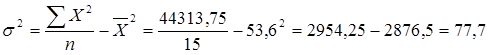 σ² = ∑X² / n − X̅² = 44313,75 / 15 − 53,6² = 2954,25 − 2876,5 = 77,7